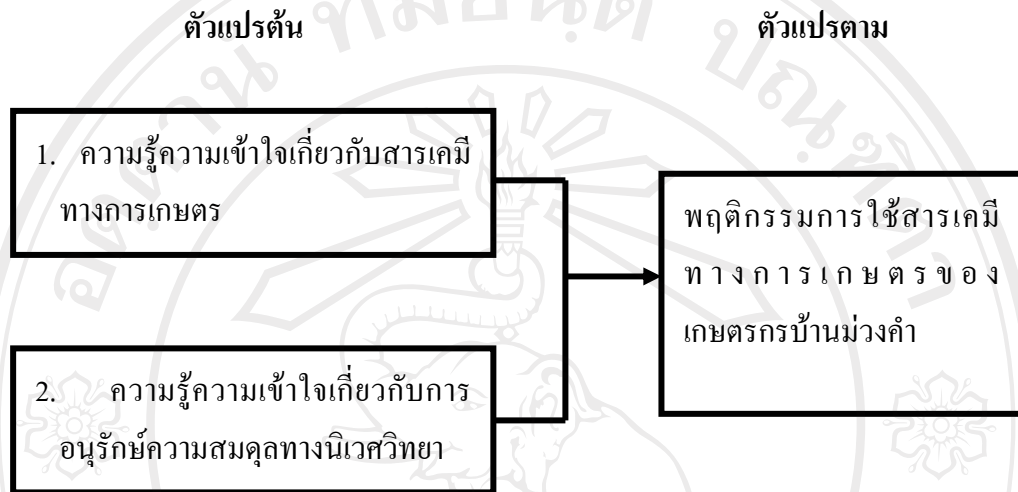 ตัวแปรต้น
ตัวแปรตาม
1. ความรู้ความเข้าใจเกี่ยวกับสารเคมี
ทางการเกษตร
พฤติกรรมการใช้สารเคมี
ทางการเกษตรของ
เกษตรกรบ้านม่วงคำ
2. ความรู้ความเข้าใจเกี่ยวกับการ
อนุรักษ์ความสมดุลทางนิเวศวิทยา